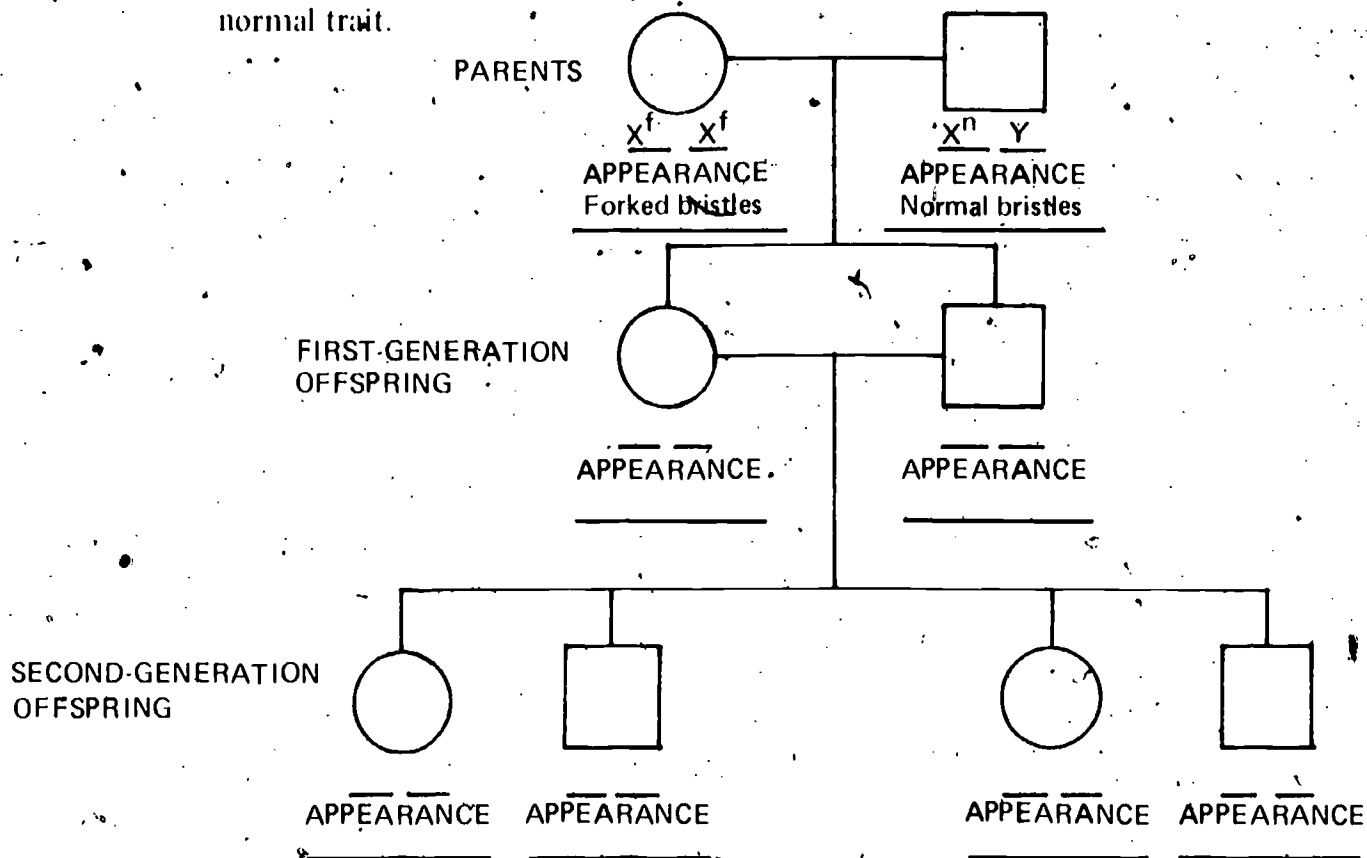 normal trait.
PARENTS
X^f X^f
X^n Y
APPEARANCE
Forked bristles
APPEARANCE
Normal bristles
FIRST-GENERATION
OFFSPRING
APPEARANCE
APPEARANCE
SECOND-GENERATION
OFFSPRING
APPEARANCE
APPEARANCE
APPEARANCE
APPEARANCE